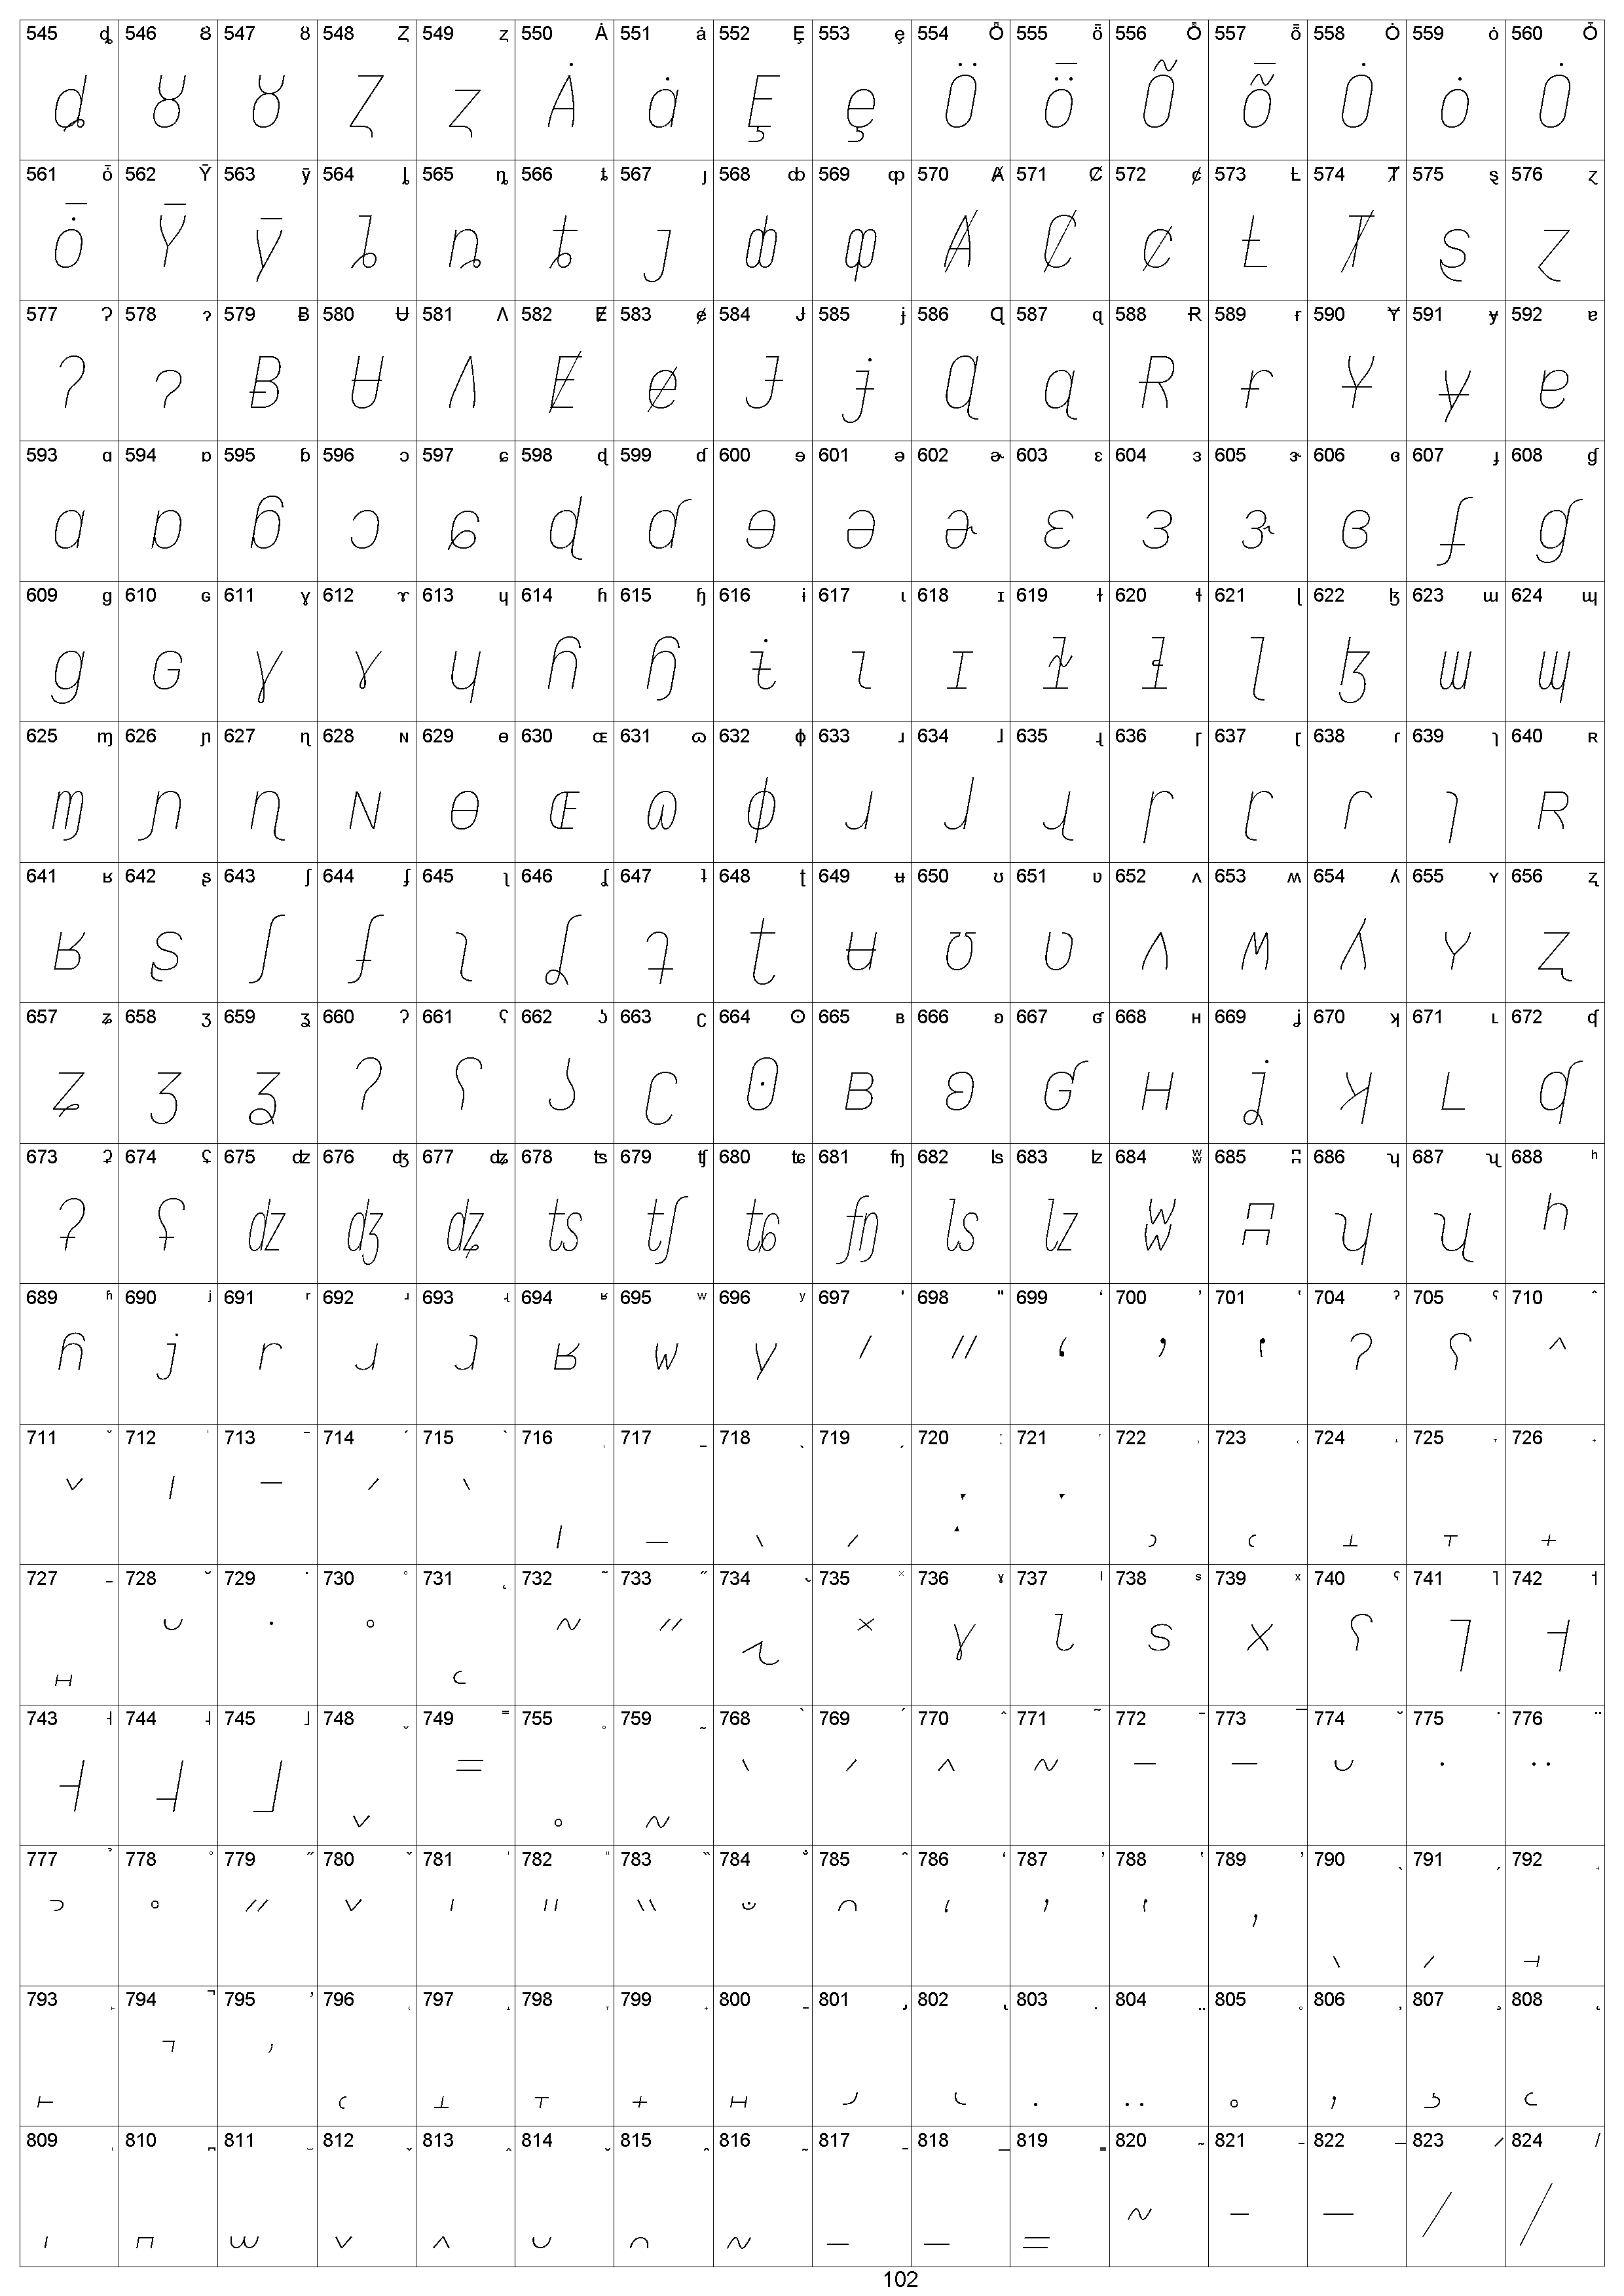 545 ȡ 546 Ȣ 547 ȣ 548 Ȥ 549 ȥ 550 Ȧ 551 ȧ 552 Ȩ 553 ȩ 554 Ȫ 555 ȫ 556 Ȭ 557 ȭ 558 Ȯ 559 ȯ 560 Ȱ
ȡ Ȣ ȣ Ȥ ȥ Ȧ ȧ Ȩ ȩ Ȫ ȫ Ȭ ȭ Ȯ ȯ Ȱ
561 ȱ 562 Ȳ 563 ȳ 564 ȴ 565 ȵ 566 ȶ 567 ȷ 568 ȸ 569 ȹ 570 Ⱥ 571 Ȼ 572 ȼ 573 Ƚ 574 Ⱦ 575 ȿ 576 ɀ
ȱ Ȳ ȳ ȴ ȵ ȶ ȷ ȸ ȹ Ⱥ Ȼ ȼ Ƚ Ⱦ ȿ ɀ
577 Ɂ 578 ɂ 579 Ƀ 580 Ʉ 581 Ʌ 582 Ɇ 583 ɇ 584 Ɉ 585 ɉ 586 Ɋ 587 ɋ 588 Ɍ 589 ɍ 590 Ɏ 591 ɏ 592 ɐ
Ɂ ɂ Ƀ Ʉ Ʌ Ɇ ɇ Ɉ ɉ Ɋ ɋ Ɍ ɍ Ɏ ɏ ɐ
593 ɑ 594 ɒ 595 ɓ 596 ɔ 597 ɕ 598 ɖ 599 ɗ 600 ɘ 601 ə 602 ɚ 603 ɛ 604 ɜ 605 ɝ 606 ɞ 607 ɟ 608 ɠ
ɑ ɒ ɓ ɔ ɕ ɖ ɗ ɘ ə ɚ ɛ ɜ ɝ ɞ ɟ ɠ
609 ɡ 610 ɢ 611 ɣ 612 ɤ 613 ɥ 614 ɦ 615 ɧ 616 ɨ 617 ɩ 618 ɪ 619 ɫ 620 ɬ 621 ɭ 622 ɮ 623 ɯ 624 ɰ
ɡ ɢ ɣ ɤ ɥ ɦ ɧ ɨ ɩ ɪ ɫ ɬ ɭ ɮ ɯ ɰ
625 ɱ 626 ɲ 627 ɳ 628 ɴ 629 ɵ 630 ɶ 631 ɷ 632 ɸ 633 ɹ 634 ɺ 635 ɻ 636 ɼ 637 ɽ 638 ɾ 639 ɿ 640 ʀ
ɱ ɲ ɳ ɴ ɵ ɶ ɷ ɸ ɹ ɺ ɻ ɼ ɽ ɾ ɿ ʀ
641 ʁ 642 ʂ 643 ʃ 644 ʄ 645 ʅ 646 ʆ 647 ʇ 648 ʈ 649 ʉ 650 ʊ 651 ʋ 652 ʌ 653 ʍ 654 ʎ 655 ʏ 656 ʐ
ʁ ʂ ʃ ʄ ʅ ʆ ʇ ʈ ʉ ʊ ʋ ʌ ʍ ʎ ʏ ʐ
657 ʑ 658 ʒ 659 ʓ 660 ʔ 661 ʕ 662 ʖ 663 ʗ 664 ʘ 665 ʙ 666 ʚ 667 ʛ 668 ʜ 669 ʝ 670 ʞ 671 ʟ 672 ʠ
ʑ ʒ ʓ ʔ ʕ ʖ ʗ ʘ ʙ ʚ ʛ ʜ ʝ ʞ ʟ ʠ
673 ʡ 674 ʢ 675 ʣ 676 ʤ 677 ʥ 678 ʦ 679 ʧ 680 ʨ 681 ʩ 682 ʪ 683 ʫ 684 ʬ 685 ʭ 686 ʮ 687 ʯ 688 ʰ
ʡ ʢ ʣ ʤ ʥ ʦ ʧ ʨ ʩ ʪ ʫ ʬ ʭ ʮ ʯ ʰ
689 ʱ 690 ʲ 691 ʳ 692 ʴ 693 ʵ 694 ʶ 695 ʷ 696 ʸ 697 ʹ 698 ʺ 699 ʻ 700 ʼ 701 ʽ 704 ˀ 705 ˁ 710 ˆ
ʱ ʲ ʳ ʴ ʵ ʶ ʷ ʸ ʹ ʺ ʻ ʼ ʽ ˀ ˁ ˆ
711 ˇ 712 ˈ 713 ˉ 714 ˊ 715 ˋ 716 ˌ 717 ˍ 718 ˎ 719 ˏ 720 ː 721 ˑ 722 ˒ 723 ˓ 724 ˔ 725 ˕ 726 ˖
ˇ ˈ ˉ ˊ ˋ ˌ ˍ ˎ ˏ ː ˑ ˒ ˓ ˔ ˕ ˖
727 ˗ 728 ˘ 729 ˙ 730 ˚ 731 ˛ 732 ˜ 733 ˝ 734 ˞ 735 ˟ 736 ˠ 737 ˡ 738 ˢ 739 ˣ 740 ˤ 741 ˥ 742 ˦
˗ ˘ ˙ ˚ ˛ ˜ ˝ ˞ ˟ ˠ ˡ ˢ ˣ ˤ ˥ ˦
743 ˧ 744 ˨ 745 ˩ 748 ˬ 749 ˭ 755 ˳ 759 ˷ 768 ̀ 769 ́ 770 ̂ 771 ̃ 772 ̄ 773 ̅ 774 ̆ 775 ̇ 776 ̈
˧ ˨ ˩ ˬ ˭ ˳ ˷ ̀ ́ ̂ ̃ ̄ ̅ ̆ ̇ ̈
777 ̉ 778 ̊ 779 ̋ 780 ̌ 781 ̍ 782 ̎ 783 ̏ 784 ̐ 785 ̑ 786 ̒ 787 ̓ 788 ̔ 789 ̕ 790 ̖ 791 ̗ 792 ̘
̉ ̊ ̋ ̌ ̍ ̎ ̏ ̐ ̑ ̒ ̓ ̔ ̕ ̖ ̗ ̘
793 ̙ 794 ̚ 795 ̛ 796 ̜ 797 ̝ 798 ̞ 799 ̟ 800 ̠ 801 ̡ 802 ̢ 803 ̣ 804 ̤ 805 ̥ 806 ̦ 807 ̧ 808 ̨
̙ ̚ ̛ ̜ ̝ ̞ ̟ ̠ ̡ ̢ ̣ ̤ ̥ ̦ ̧ ̨
809 ̩ 810 ̪ 811 ̫ 812 ̬ 813 ̭ 814 ̮ 815 ̯ 816 ̰ 817 ̱ 818 ̲ 819 ̳ 820 ̴ 821 ̵ 822 ̶ 823 ̷ 824 ̸
̩ ̪ ̫ ̬ ̭ ̮ ̯ ̰ ̱ ̲ ̳ ̴ ̵ ̶ ̷ ̸
102